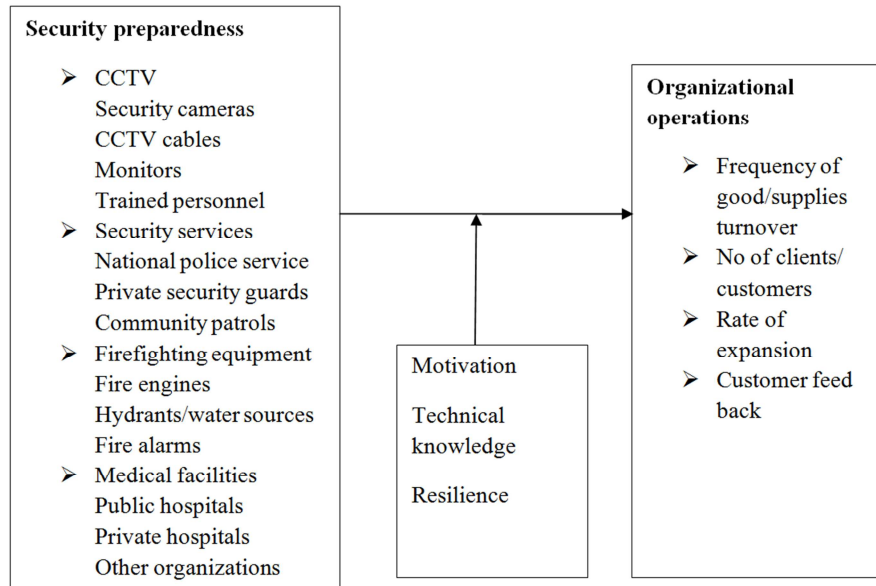 Security preparedness
➤ CCTV
Security cameras
CCTV cables
Monitors
Trained personnel
➤ Security services
National police service
Private security guards
Community patrols
➤ Firefighting equipment
Fire engines
Hydrants/water sources
Fire alarms
➤ Medical facilities
Public hospitals
Private hospitals
Other organizations
Motivation
Technical
knowledge
Resilience
Organizational
operations
➤ Frequency of
good/supplies
turnover
➤ No of clients/
customers
➤ Rate of
expansion
➤ Customer feed
back